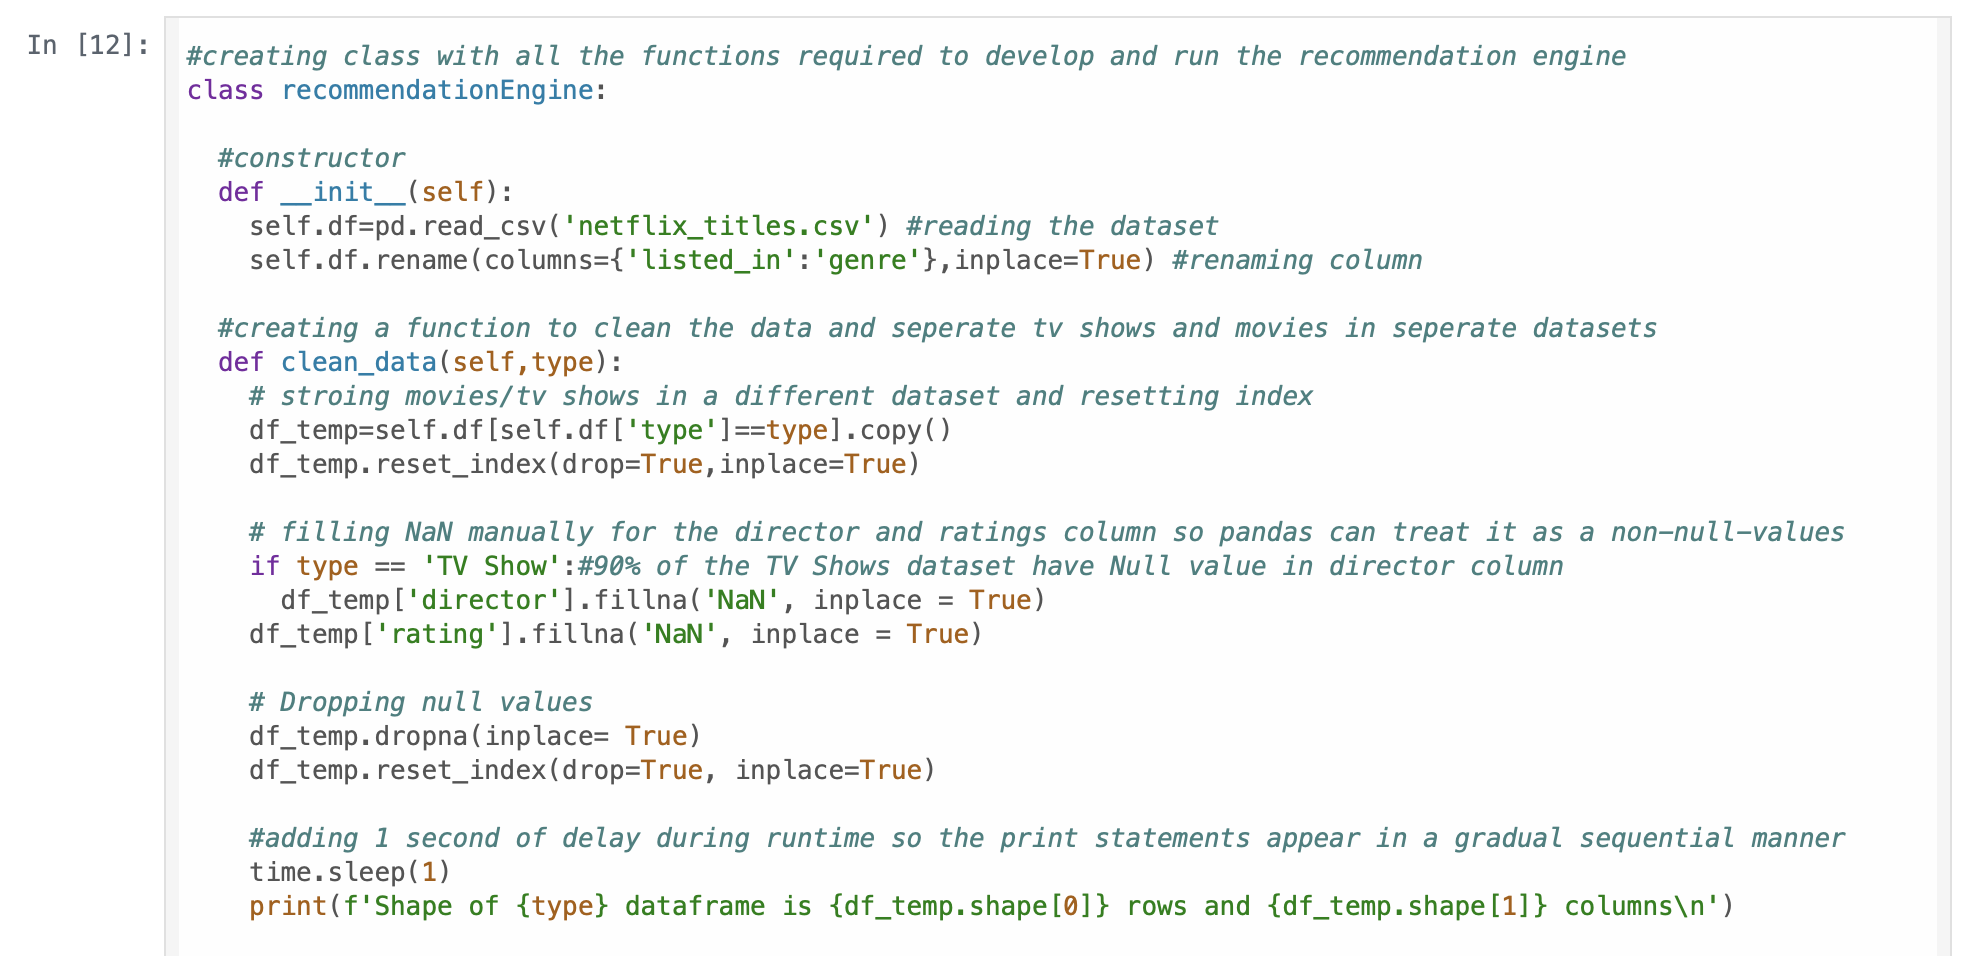 In [12]:
#creating class with all the functions required to develop and run the recommendation engine
class recommendationEngine:
#constructor
def __init__(self):
self.df=pd.read_csv('netflix_titles.csv') #reading the dataset
self.df.rename(columns={'listed_in':'genre'},inplace=True) #renaming column
#creating a function to clean the data and seperate tv shows and movies in seperate datasets
def clean_data(self,type):
# stroing movies/tv shows in a different dataset and resetting index
df_temp=self.df[self.df['type']==type].copy()
df_temp.reset_index(drop=True,inplace=True)
# filling NaN manually for the director and ratings column so pandas can treat it as a non-null-values
if type == 'TV Show':#90% of the TV Shows dataset have Null value in director column
df_temp['director'].fillna('NaN', inplace = True)
df_temp['rating'].fillna('NaN', inplace = True)
# Dropping null values
df_temp.dropna(inplace= True)
df_temp.reset_index(drop=True, inplace=True)
#adding 1 second of delay during runtime so the print statements appear in a gradual sequential manner
time.sleep(1)
print(f'Shape of {type} dataframe is {df_temp.shape[0]} rows and {df_temp.shape[1]} columns\n')